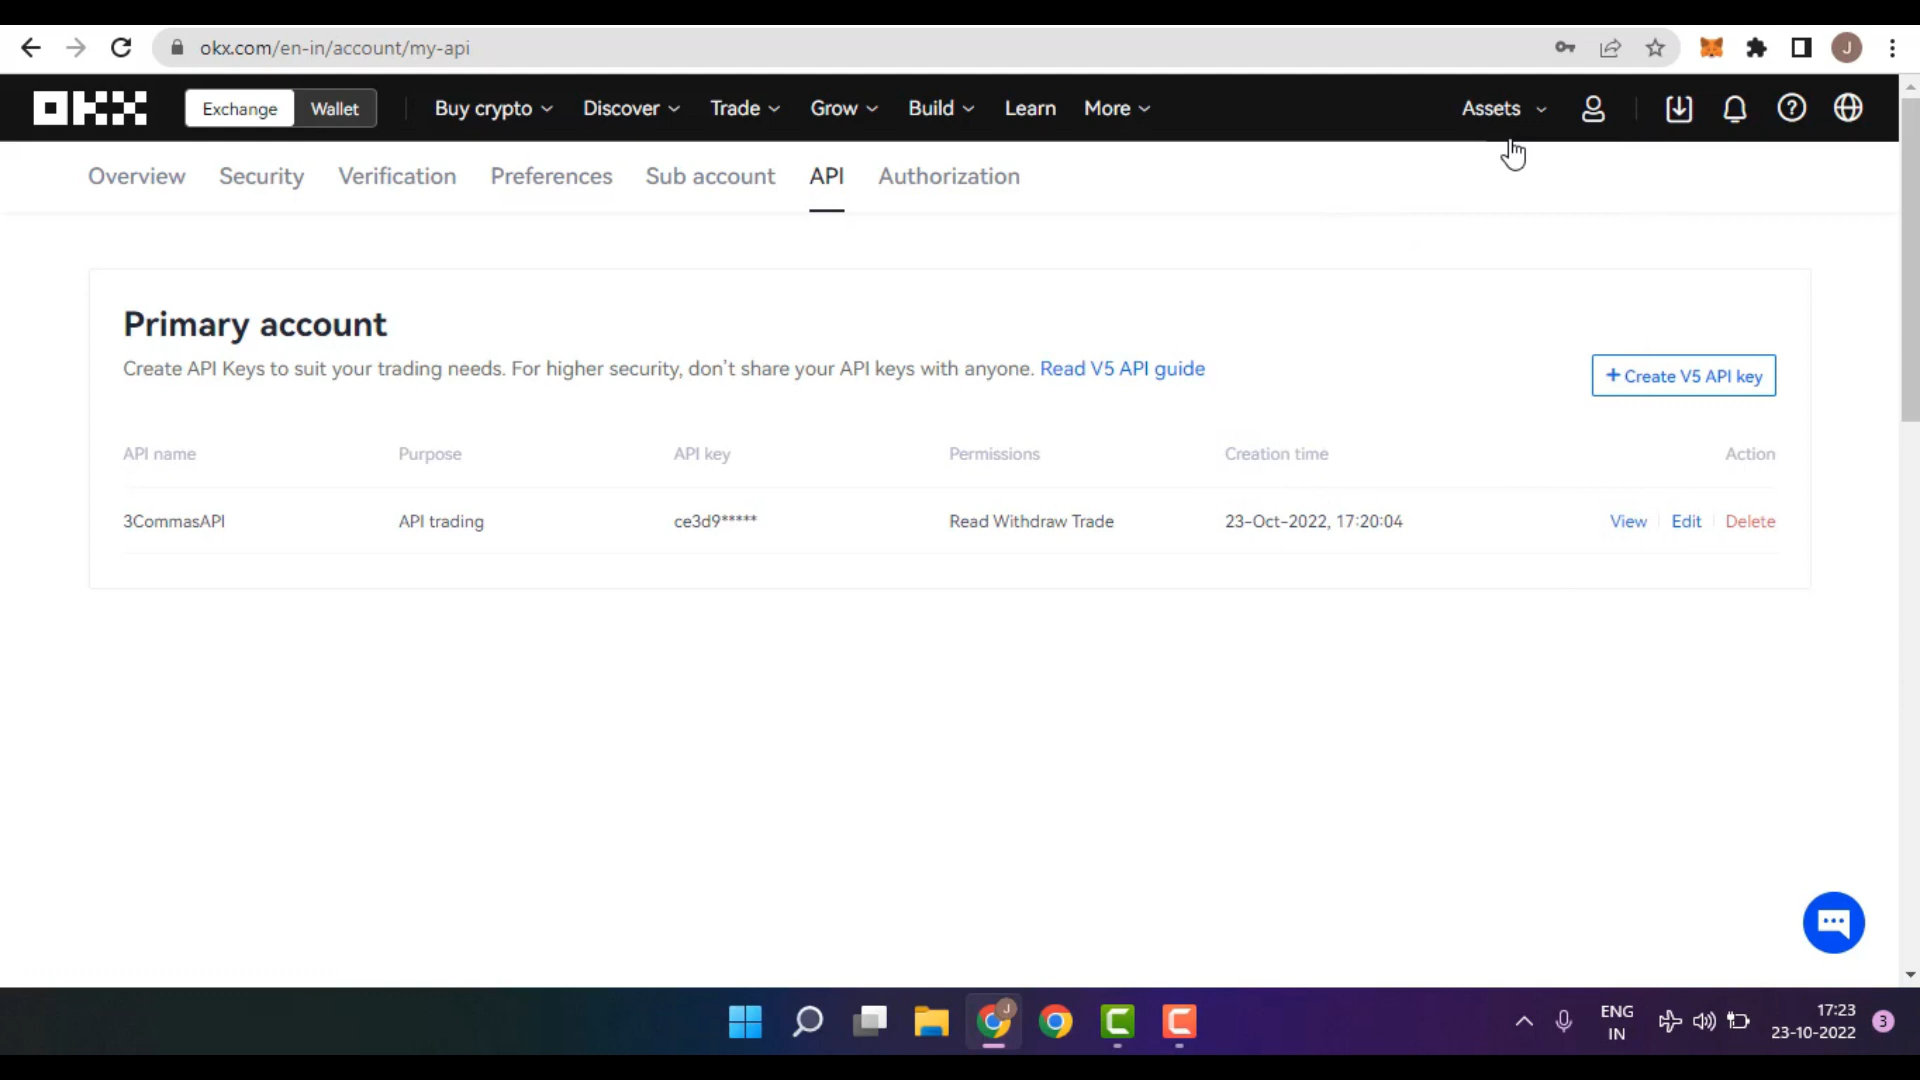 okx.com/en-in/account/my-api
J
OKX Exchange Wallet Buy crypto Discover Trade Grow Build Learn More Assets
Overview Security Verification Preferences Sub account API Authorization
Primary account
Create API Keys to suit your trading needs. For higher security, don't share your API keys with anyone. Read V5 API guide
+ Create V5 API key
API name Purpose API key Permissions Creation time Action
3CommasAPI API trading ce3d9***** Read Withdraw Trade 23-Oct-2022, 17:20:04 View Edit Delete
J
ENG
IN
17:23
23-10-2022
3